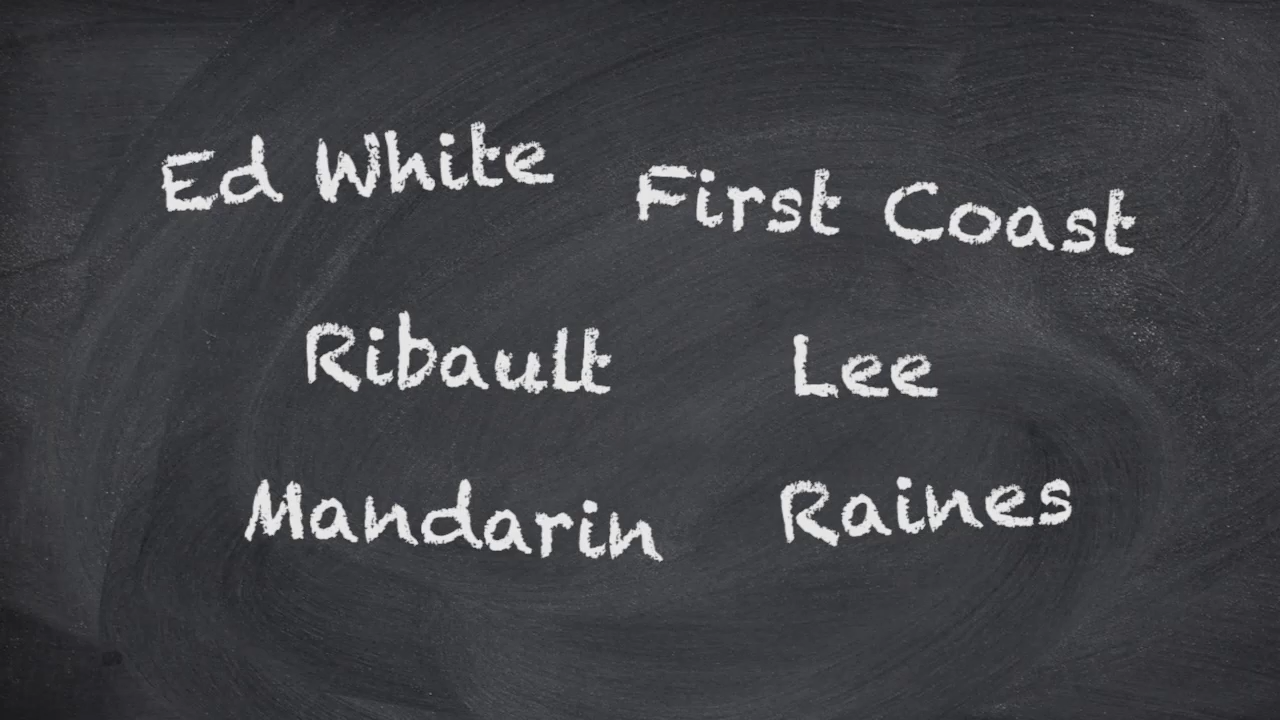 Ed White
First Coast
Ribault
Lee
Mandarin
Raines